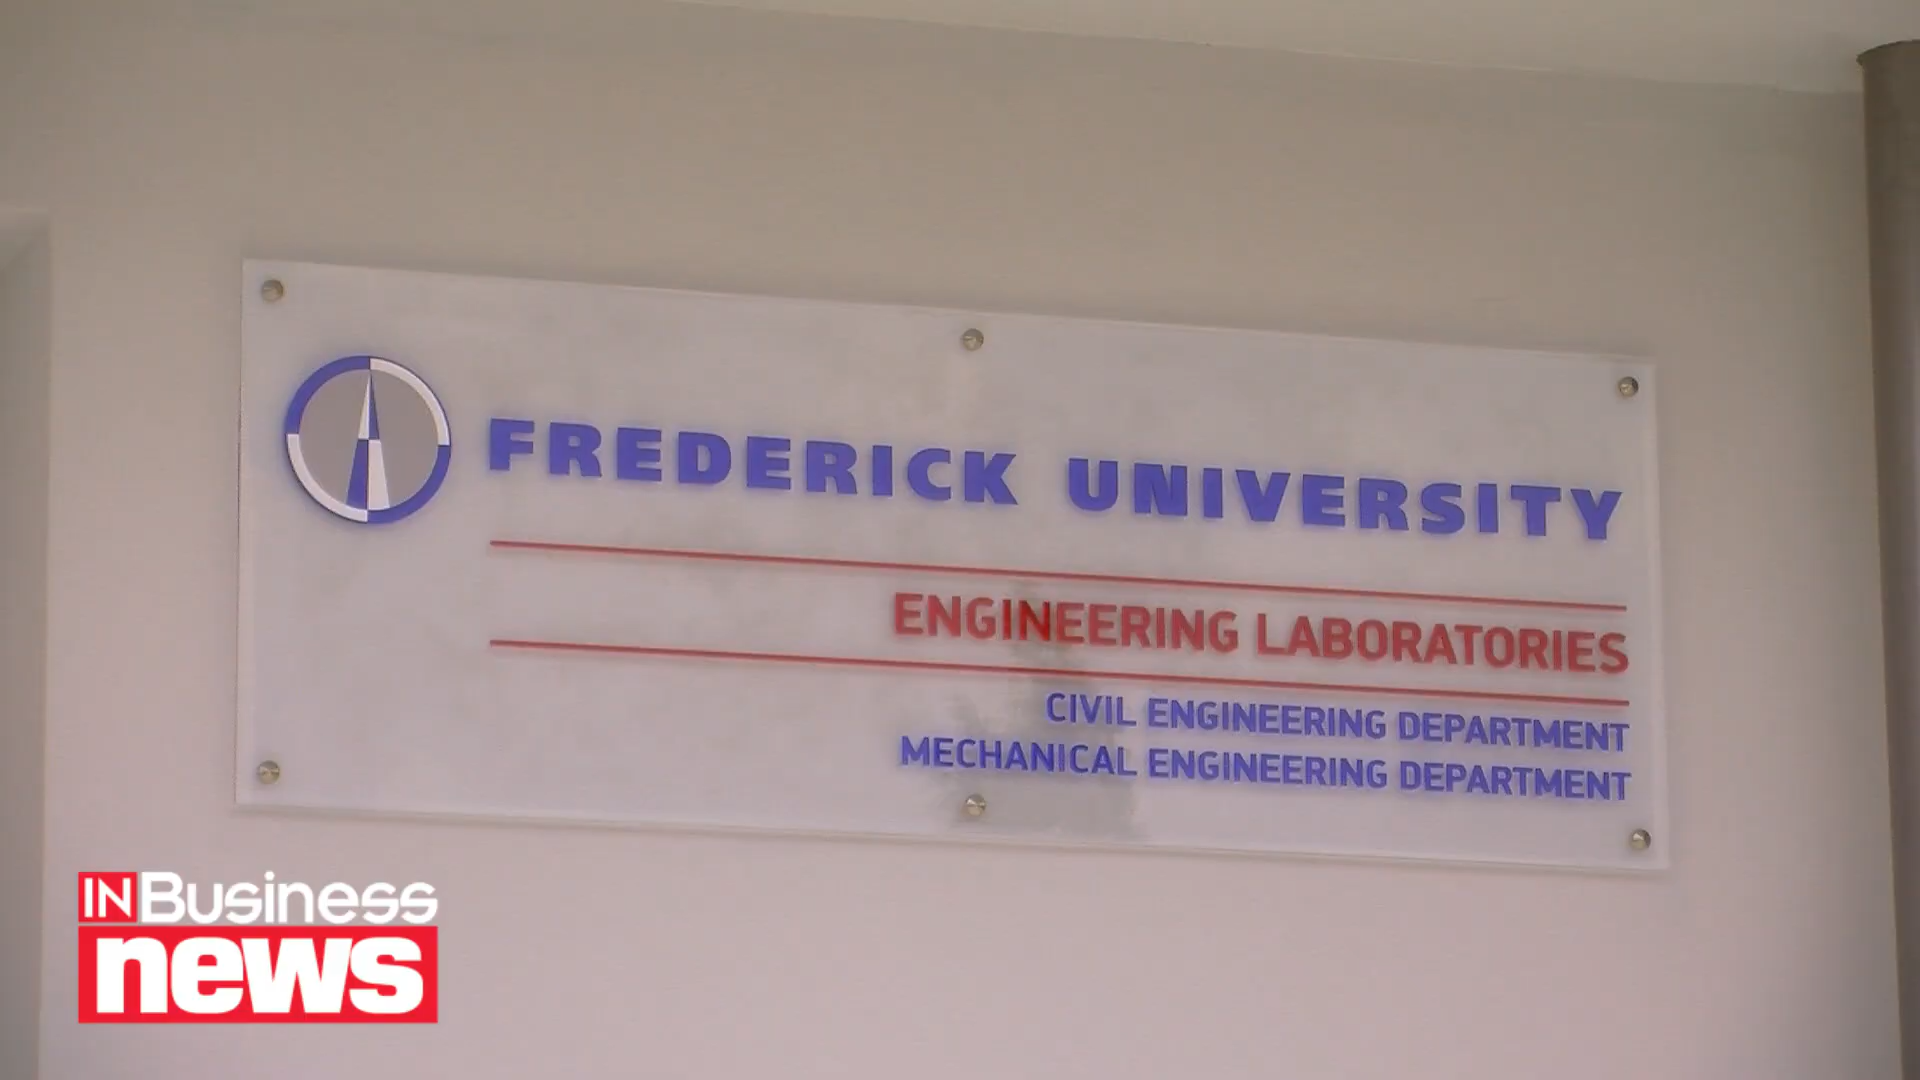 FREDERICK UNIVERSITY
ENGINEERING LABORATORIES
CIVIL ENGINEERING DEPARTMENT
MECHANICAL ENGINEERING DEPARTMENT
INBusiness
news